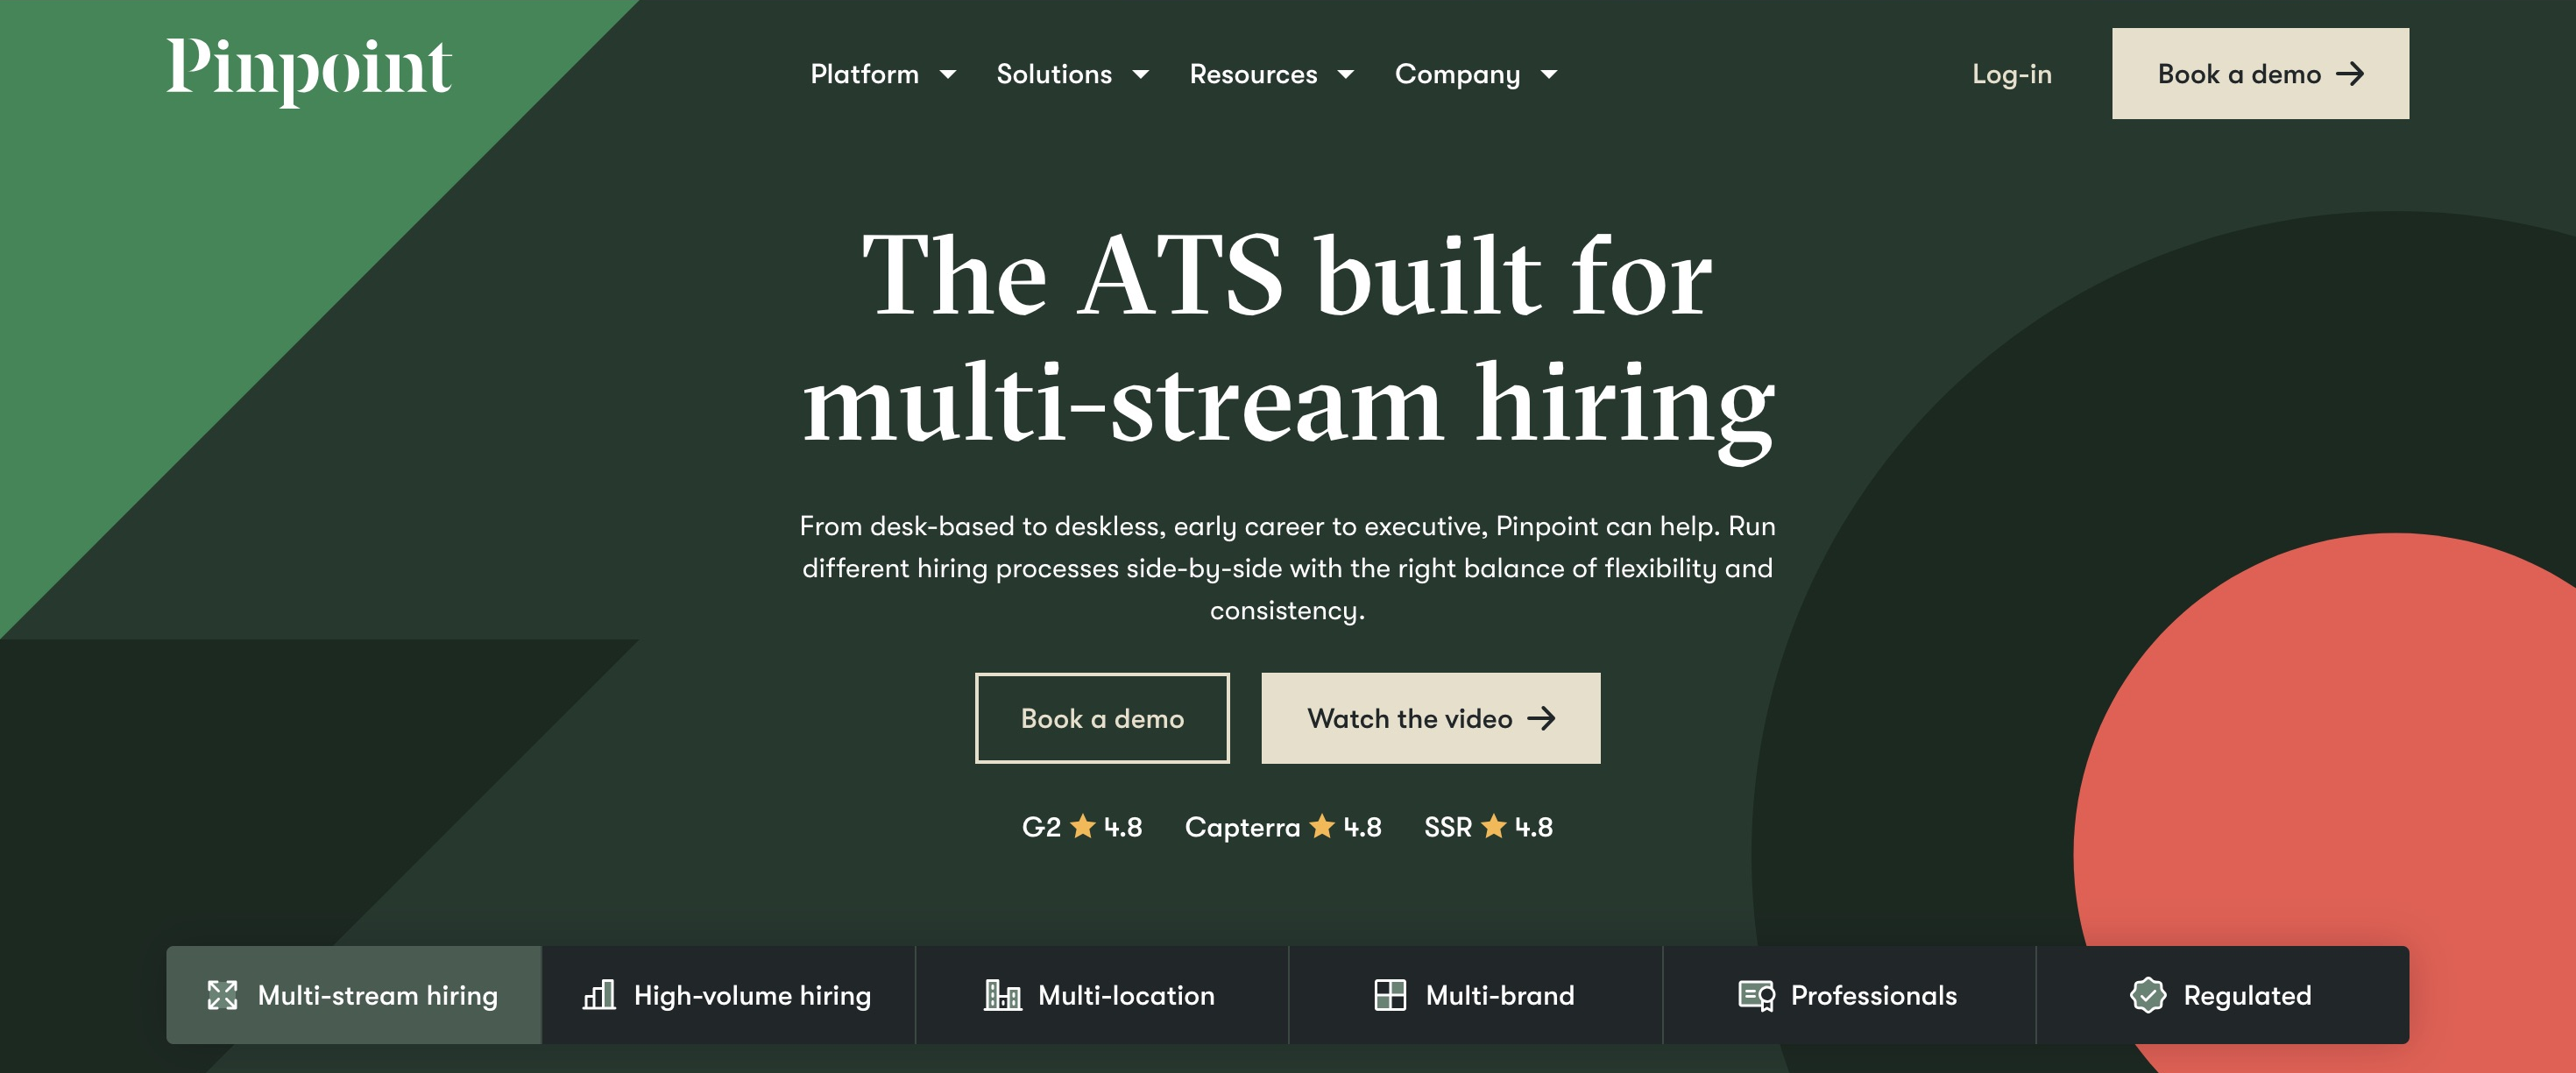 Pinpoint
Platform
Solutions
Resources
Company
Log-in
Book a demo
The ATS built for
multi-stream hiring
From desk-based to deskless, early career to executive, Pinpoint can help. Run
different hiring processes side-by-side with the right balance of flexibility and
consistency.
Book a demo
Watch the video
G2 4.8 Capterra 4.8 SSR 4.8
Multi-stream hiring
High-volume hiring
Multi-location
Multi-brand
Professionals
Regulated